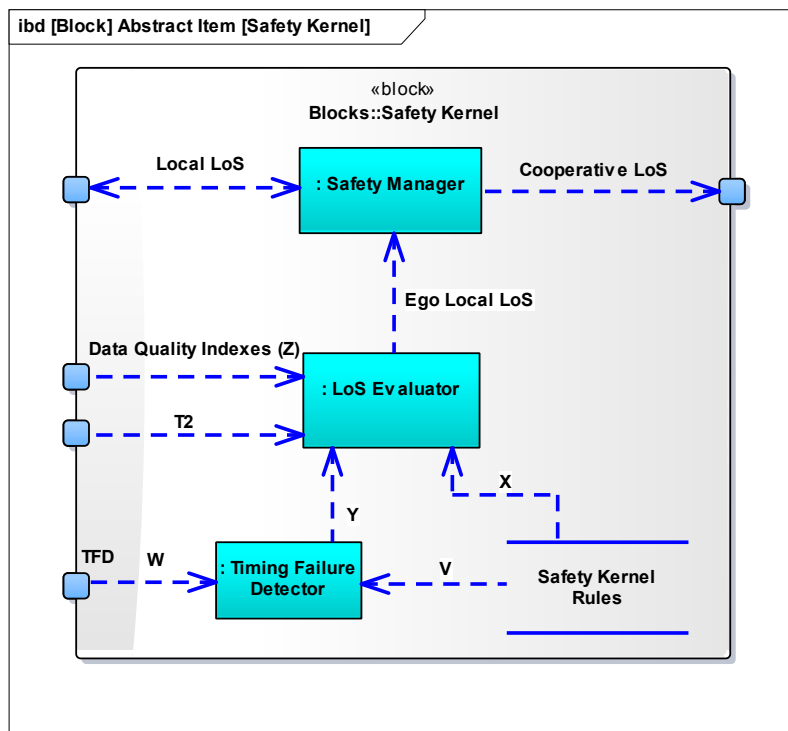 ibd [Block] Abstract Item [Safety Kernel]
«block»
Blocks::Safety Kernel
Local LoS
: Safety Manager
Cooperative LoS
Ego Local LoS
Data Quality Indexes (Z)
: LoS Evaluator
T2
X
Y
TFD
W
: Timing Failure
Detector
V
Safety Kernel
Rules